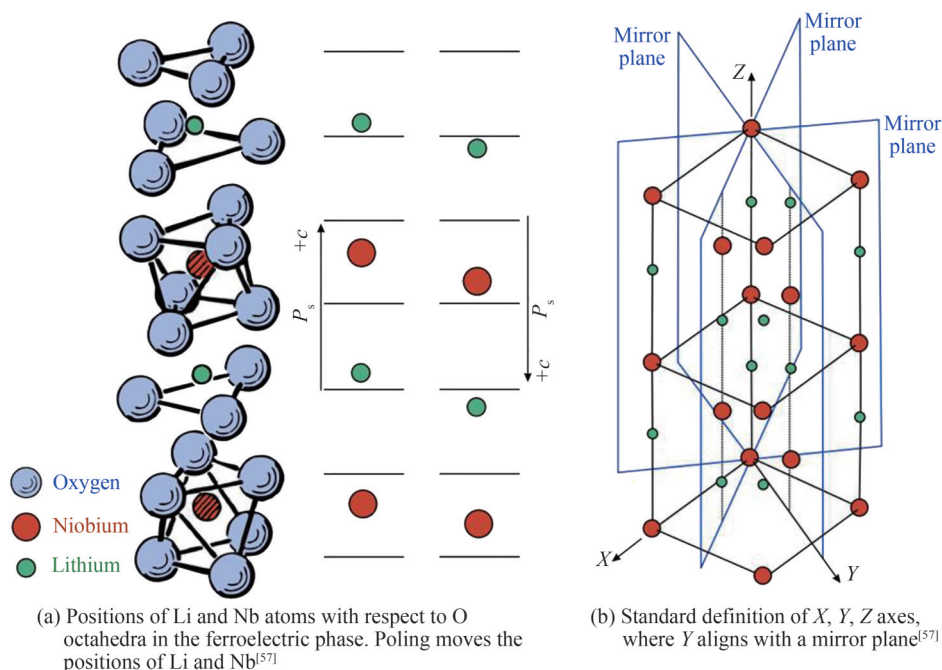 +c
P_s
P_s
+c
Oxygen
Niobium
Lithium
(a) Positions of Li and Nb atoms with respect to O
octahedra in the ferroelectric phase. Poling moves the
positions of Li and Nb[57]
Mirror
plane
Mirror
plane
Z
Mirror
plane
X
Y
(b) Standard definition of X, Y, Z axes,
where Y aligns with a mirror plane[57]